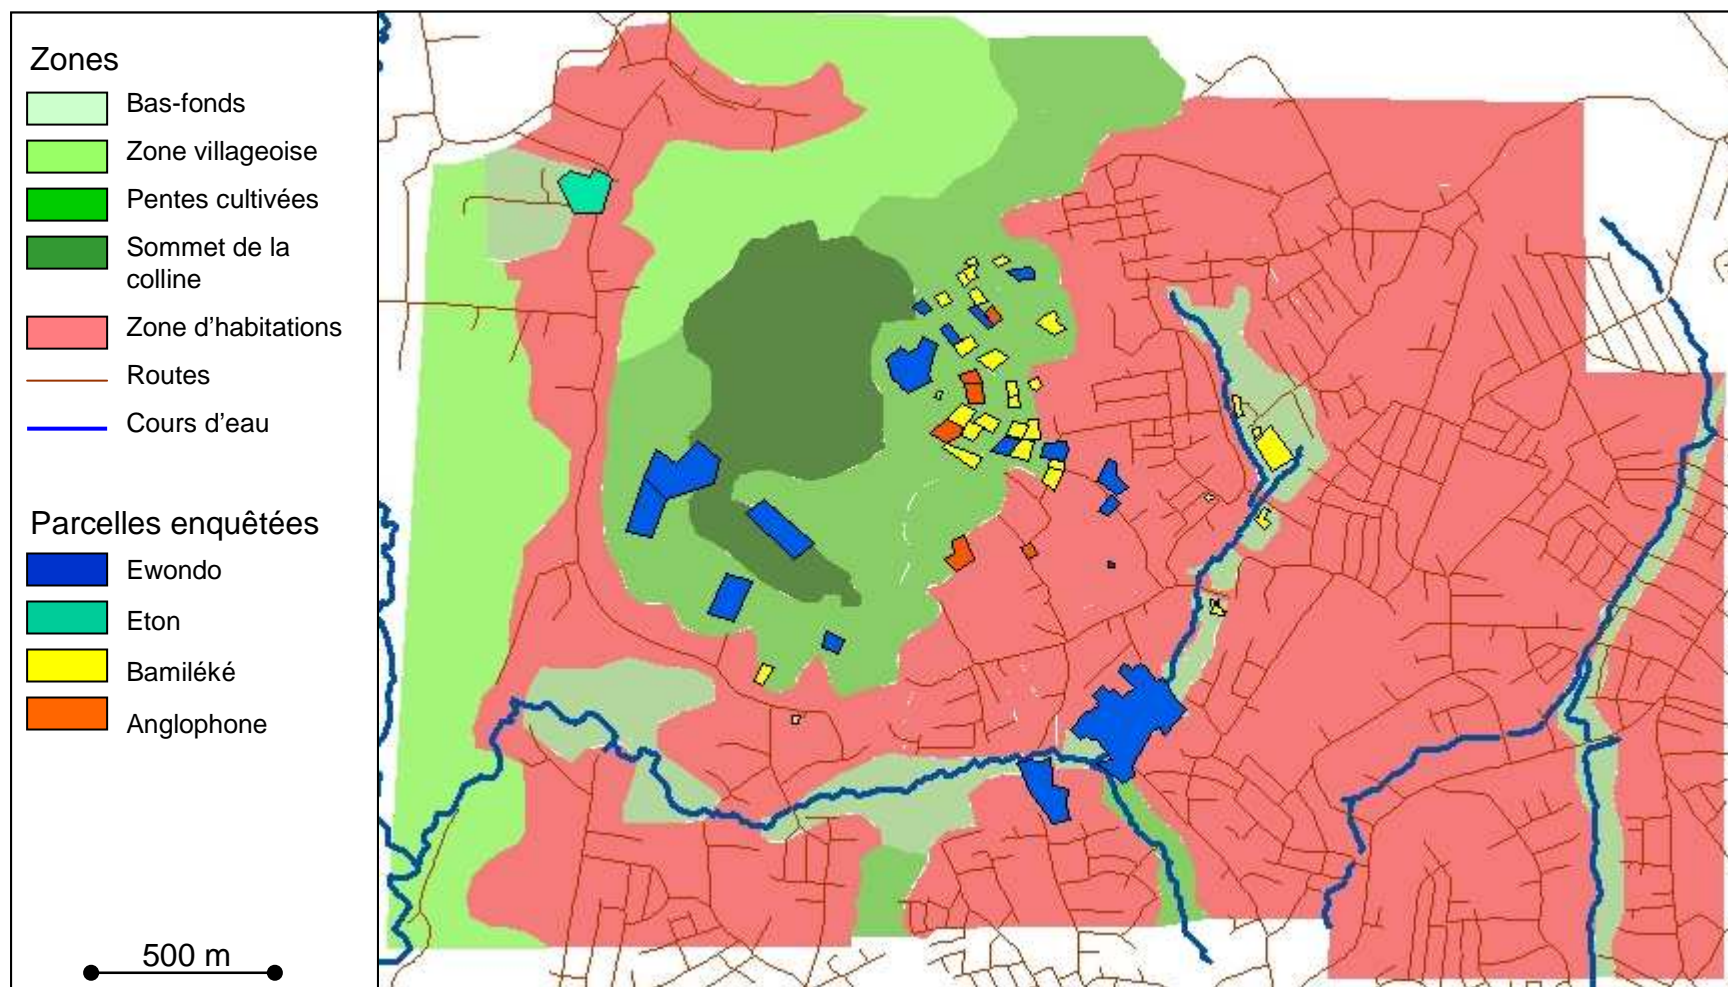 Zones
Bas-fonds
Zone villageoise
Pentes cultivées
Sommet de la
colline
Zone d'habitations
Routes
Cours d'eau
Parcelles enquêtées
Ewondo
Eton
Bamiléké
Anglophone
500 m